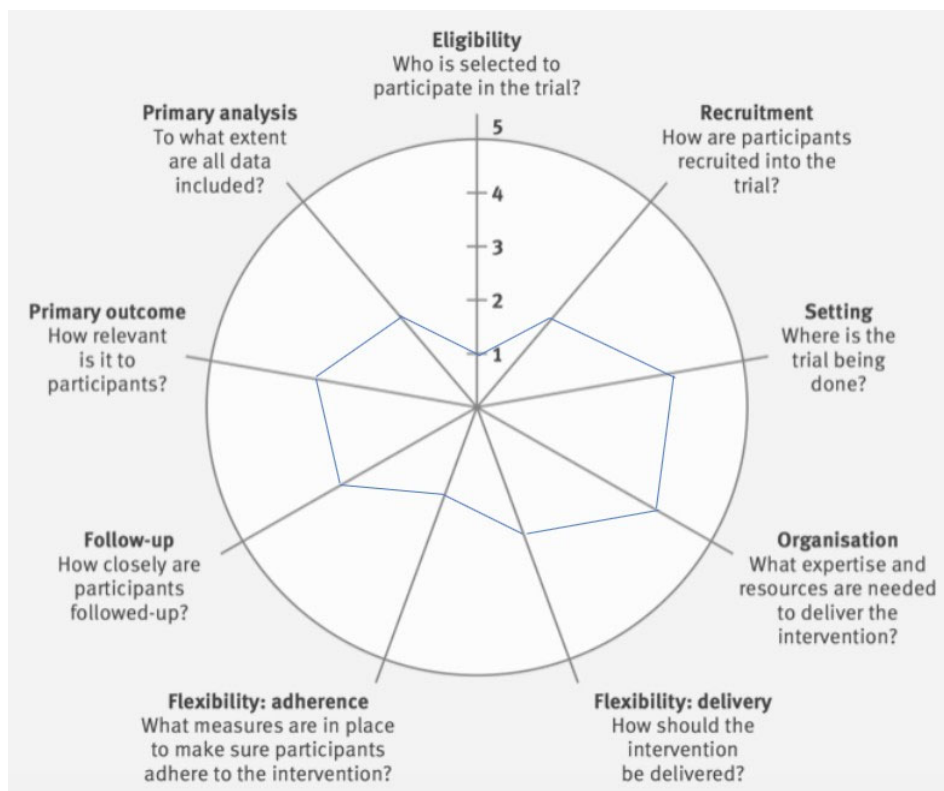 Eligibility
Who is selected to
participate in the trial?
Primary analysis
To what extent
are all data
included?
Recruitment
How are participants
recruited into the
trial?
5
4
3
2
1
Primary outcome
How relevant
is it to
participants?
Setting
Where is the
trial being
done?
Follow-up
How closely are
participants
followed-up?
Organisation
What expertise and
resources are needed
to deliver the
intervention?
Flexibility: adherence
What measures are in place
to make sure participants
adhere to the intervention?
Flexibility: delivery
How should the
intervention
be delivered?